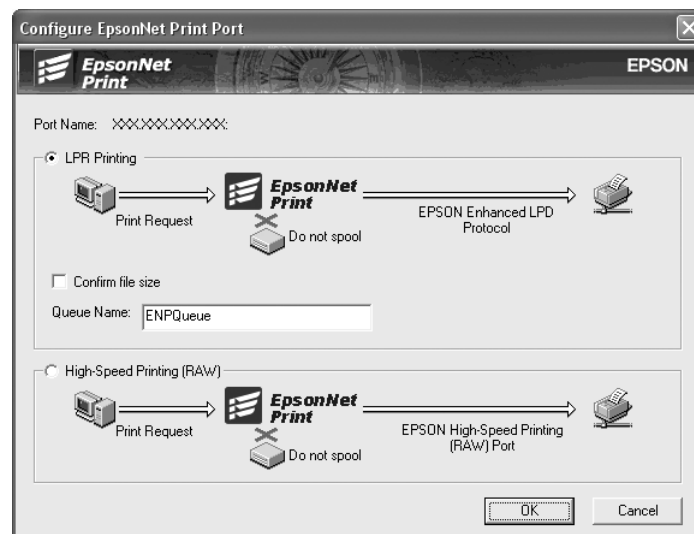 Configure EpsonNet Print Port
EpsonNet
Print
EPSON
Port Name: XXX.XXX.XXX.XXX:
LPR Printing
EpsonNet
Print
Print Request
EPSON Enhanced LPD
Protocol
Do not spool
Confirm file size
Queue Name: ENPQueue
High-Speed Printing (RAW)
EpsonNet
Print
Print Request
EPSON High-Speed Printing
(RAW) Port
Do not spool
OK
Cancel